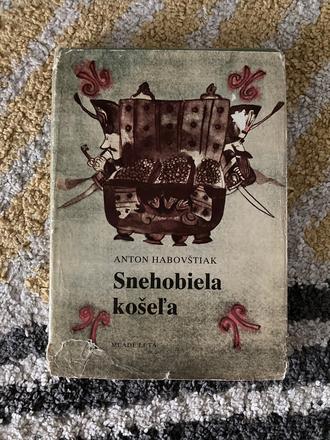 ANTON HABOVŠTIAK
Snehobiela
košeľa
MLADÉ LETÁ